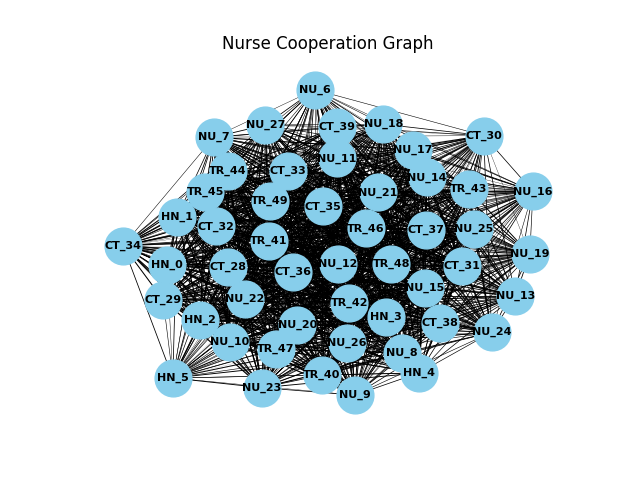 Nurse Cooperation Graph
NU_6
NU_27
CT_39
NU_18
NU_7
CT_30
NU_17
NU_11
TR_44
CT_33
NU_14
TR_45
NU_21
TR_43
NU_16
TR_49
CT_35
HN_1
CT_32
TR_46
CT_37
NU_25
TR_41
CT_34
NU_19
HN_0
CT_28
CT_36
NU_12
TR_48
CT_31
CT_29
NU_22
TR_42
NU_15
NU_13
HN_2
NU_20
HN_3
CT_38
NU_24
NU_10
TR_47
NU_26
NU_8
HN_5
TR_40
HN_4
NU_23
NU_9